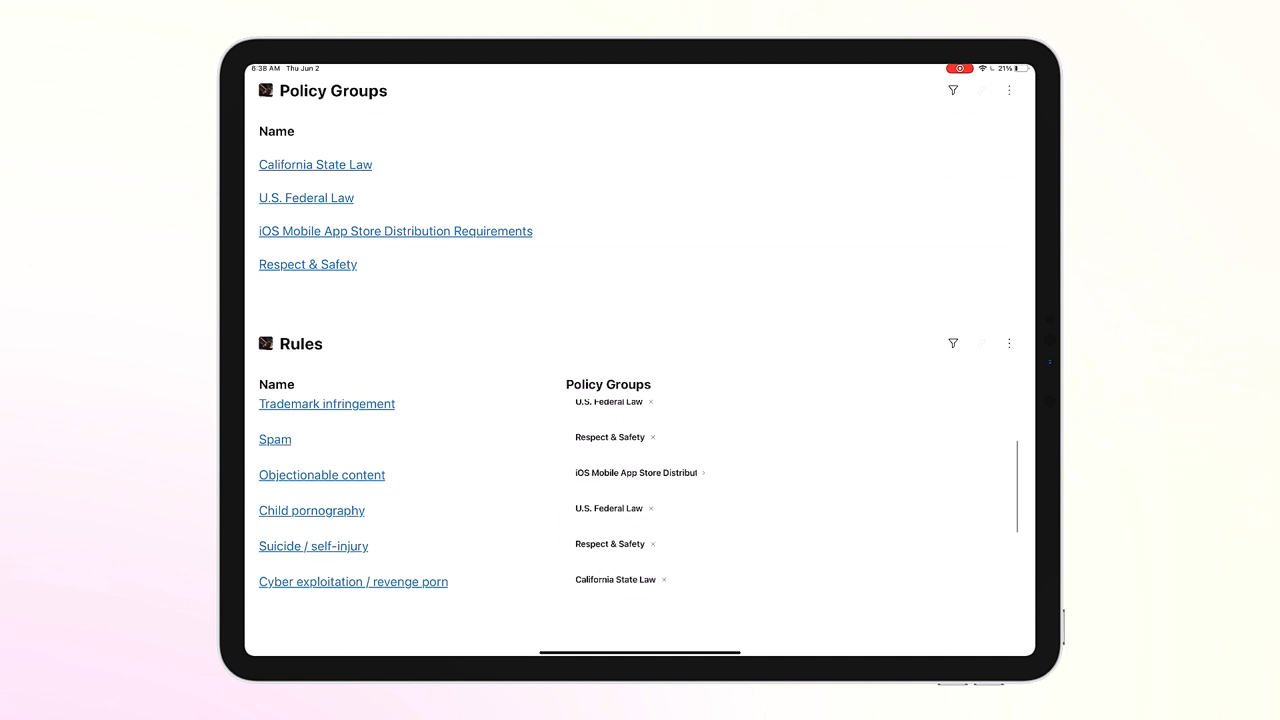 6:38 AM Thu Jun 2
21%
Policy Groups
Name
California State Law
U.S. Federal Law
iOS Mobile App Store Distribution Requirements
Respect & Safety
Rules
Name Policy Groups
Trademark infringement U.S. Federal Law ×
Spam Respect & Safety ×
Objectionable content iOS Mobile App Store Distribut
Child pornography U.S. Federal Law ×
Suicide / self-injury Respect & Safety ×
Cyber exploitation / revenge porn California State Law ×